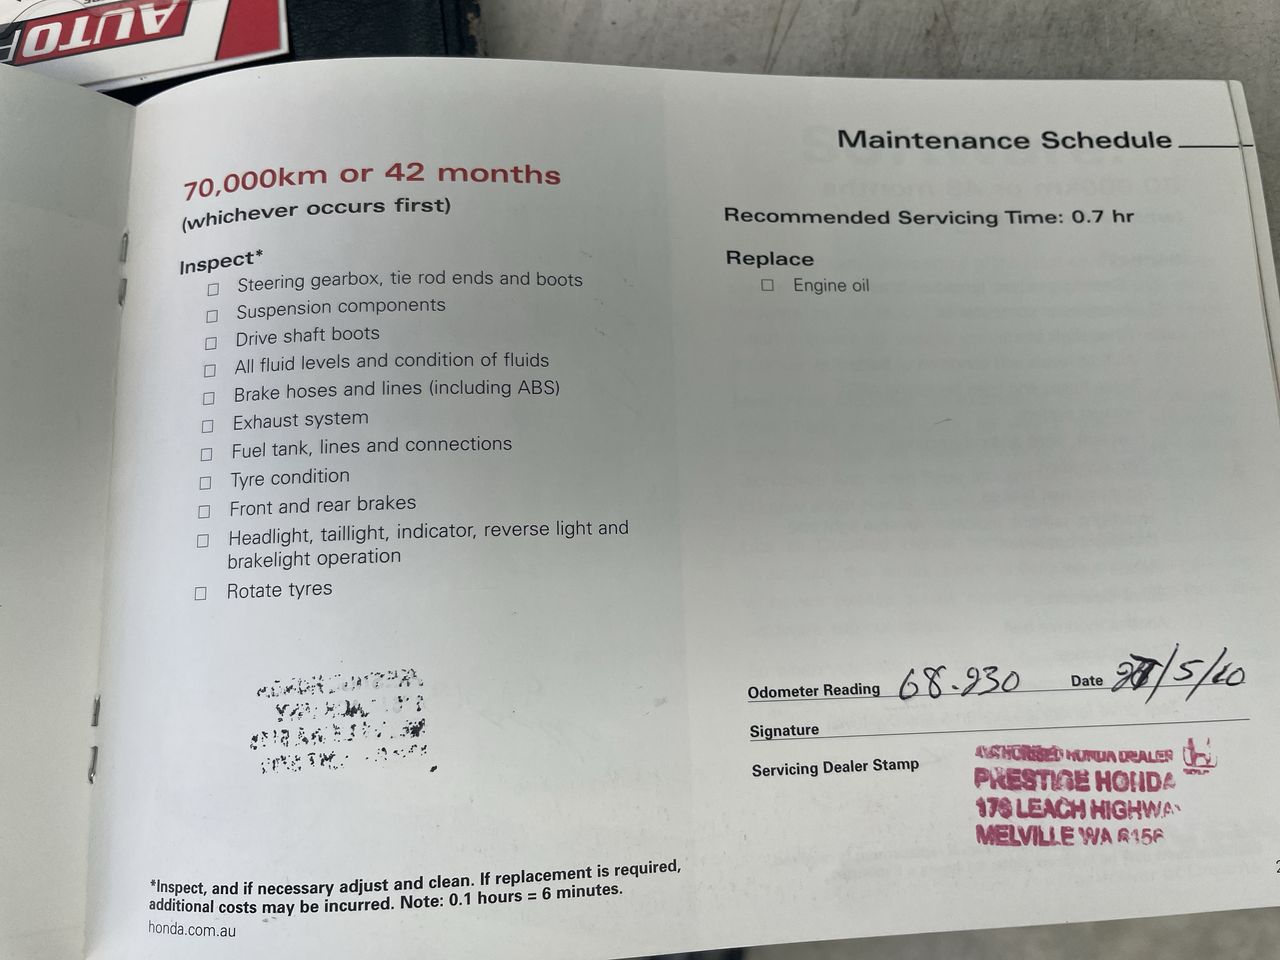 AUTO
Maintenance Schedule
70,000km or 42 months
(whichever occurs first)
Inspect*
☐ Steering gearbox, tie rod ends and boots
☐ Suspension components
☐ Drive shaft boots
☐ All fluid levels and condition of fluids
☐ Brake hoses and lines (including ABS)
☐ Exhaust system
☐ Fuel tank, lines and connections
☐ Tyre condition
☐ Front and rear brakes
☐ Headlight, taillight, indicator, reverse light and
brakelight operation
☐ Rotate tyres
*Inspect, and if necessary adjust and clean. If replacement is required,
additional costs may be incurred. Note: 0.1 hours = 6 minutes.
honda.com.au
Recommended Servicing Time: 0.7 hr
Replace
☐ Engine oil
Odometer Reading 68.930 Date /5/10
Signature
Servicing Dealer Stamp
AUTHORISED HONDA DEALER
PRESTIGE HONDA
176 LEACH HIGHWAY
MELVILLE WA 6156